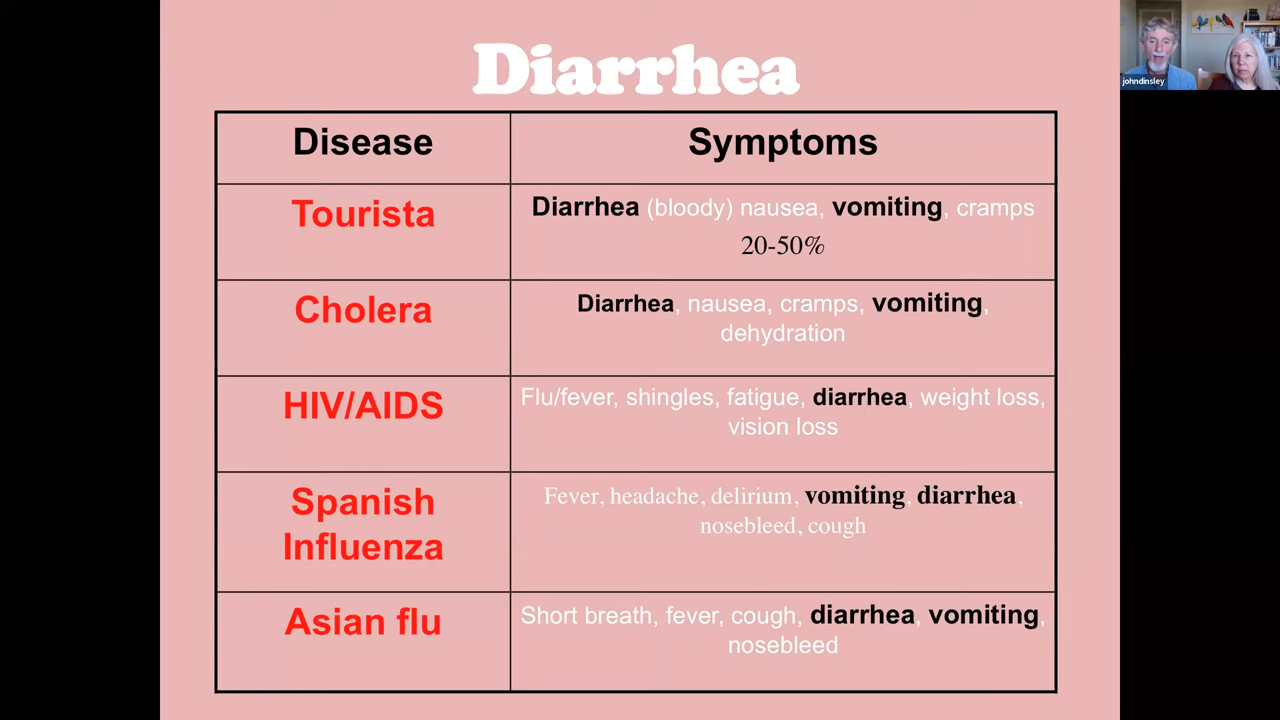 Diarrhea
Disease
Symptoms
Tourista
Diarrhea (bloody) nausea, vomiting, cramps
20-50%
Cholera
Diarrhea, nausea, cramps, vomiting,
dehydration
HIV/AIDS
Flu/fever, shingles, fatigue, diarrhea, weight loss,
vision loss
Spanish
Influenza
Fever, headache, delirium, vomiting, diarrhea,
nosebleed, cough
Asian flu
Short breath, fever, cough, diarrhea, vomiting,
nosebleed
johndinsley